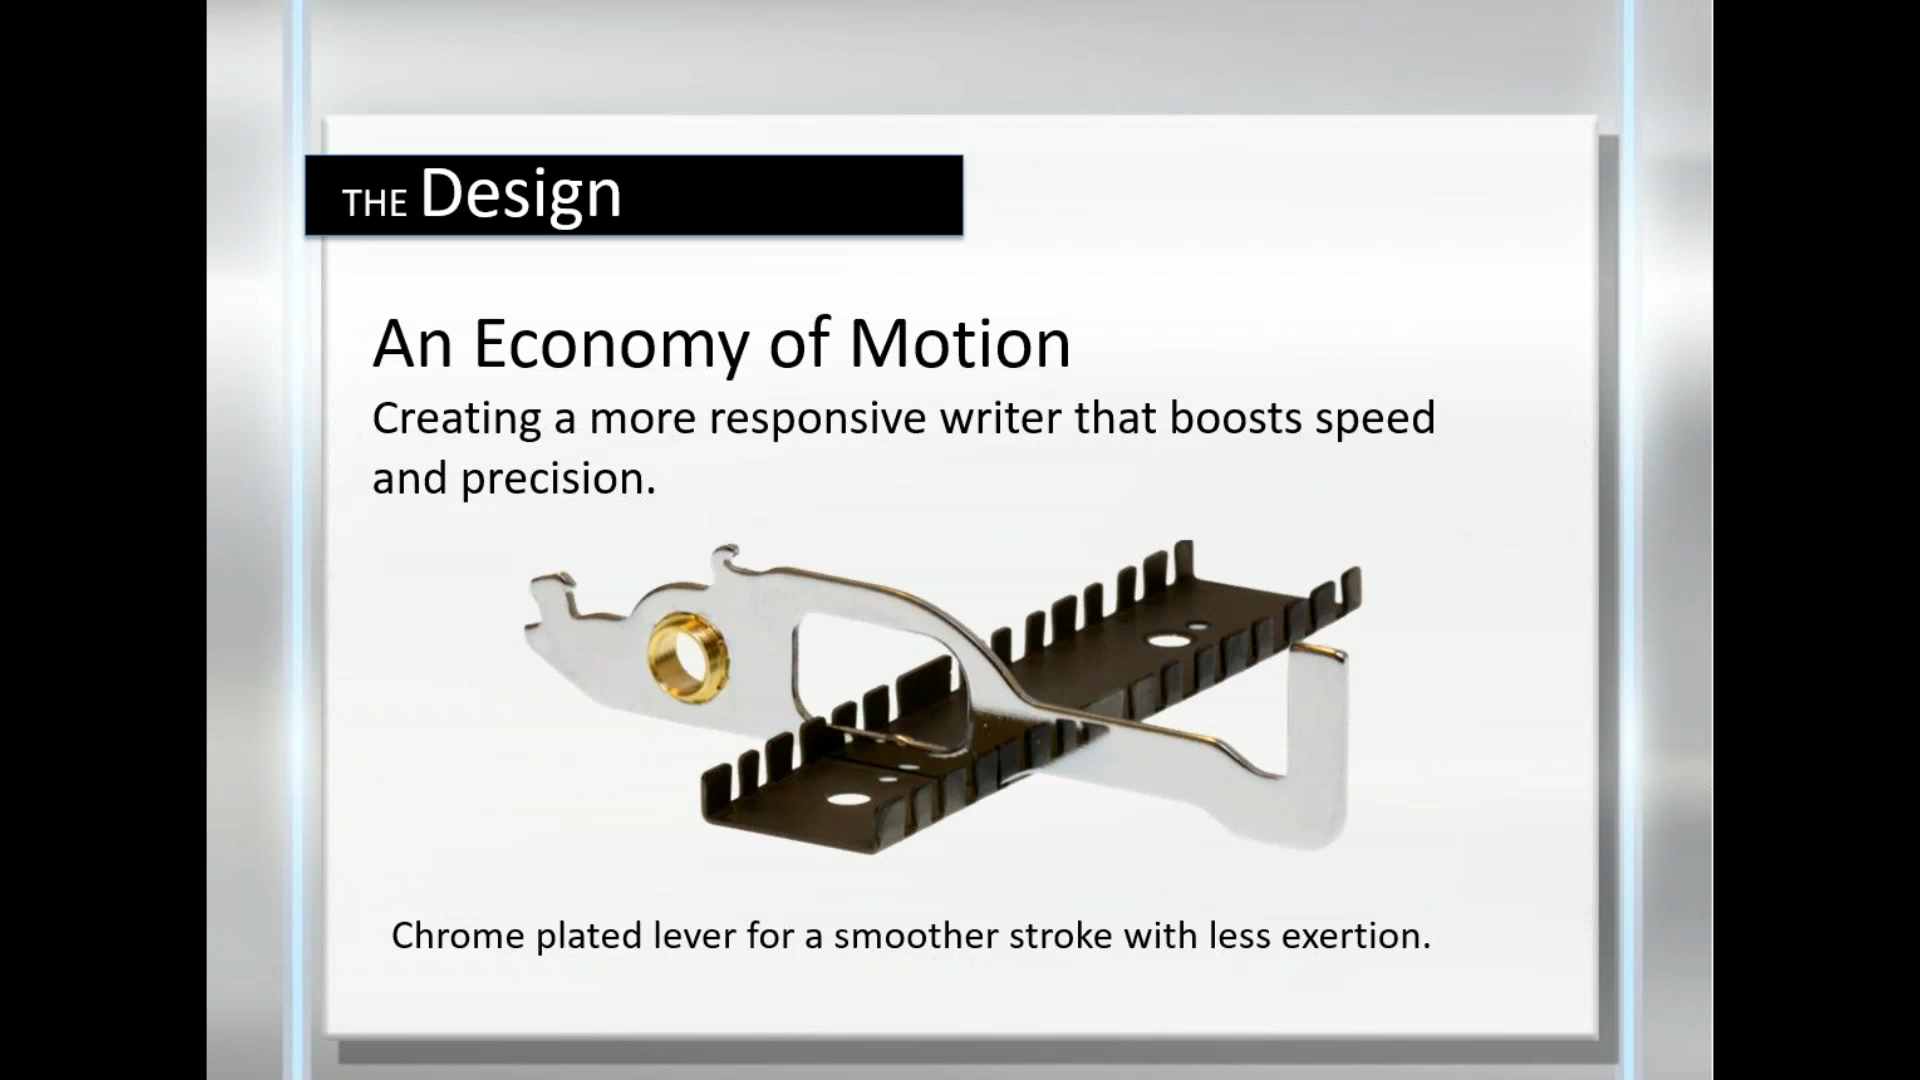 THE Design
An Economy of Motion
Creating a more responsive writer that boosts speed
and precision.
Chrome plated lever for a smoother stroke with less exertion.